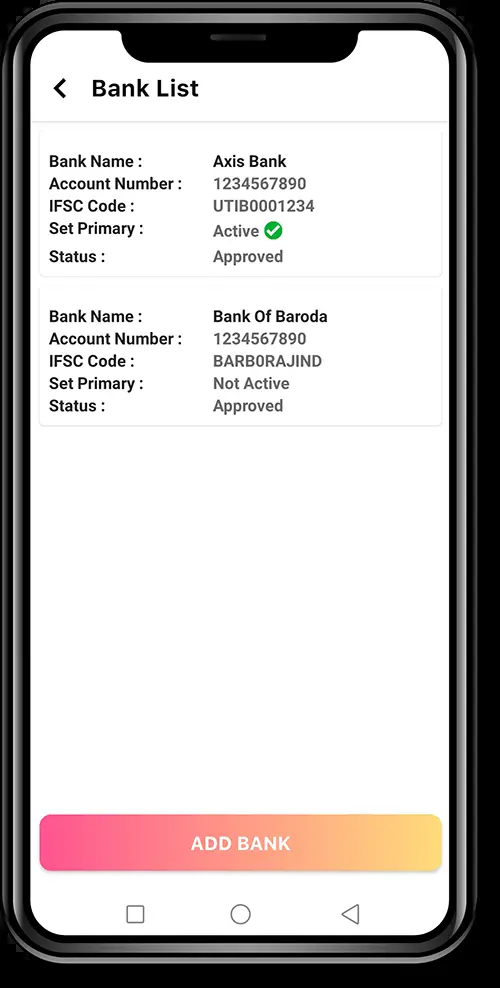 Bank List
Bank Name : Axis Bank
Account Number : 1234567890
IFSC Code : UTIB0001234
Set Primary : Active
Status : Approved
Bank Name : Bank Of Baroda
Account Number : 1234567890
IFSC Code : BARB0RAJIND
Set Primary : Not Active
Status : Approved
ADD BANK